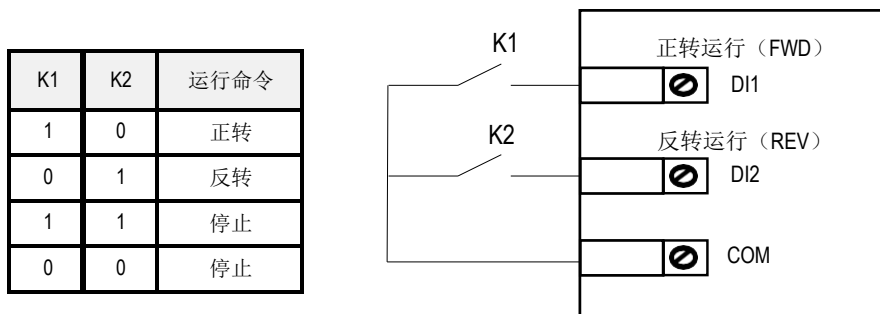 K1 K2 运行命令
1 0 正转
0 1 反转
1 1 停止
0 0 停止
K1
正转运行（FWD）
DI1
K2
反转运行（REV）
DI2
COM